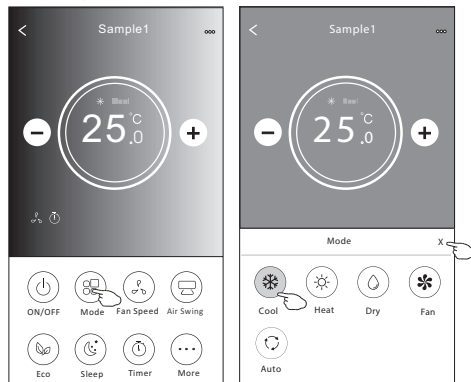 Sample1
25.0 °C
ON/OFF Mode Fan Speed Air Swing
Eco Sleep Timer More
Sample1
25.0 °C
Mode X
Cool Heat Dry Fan
Auto